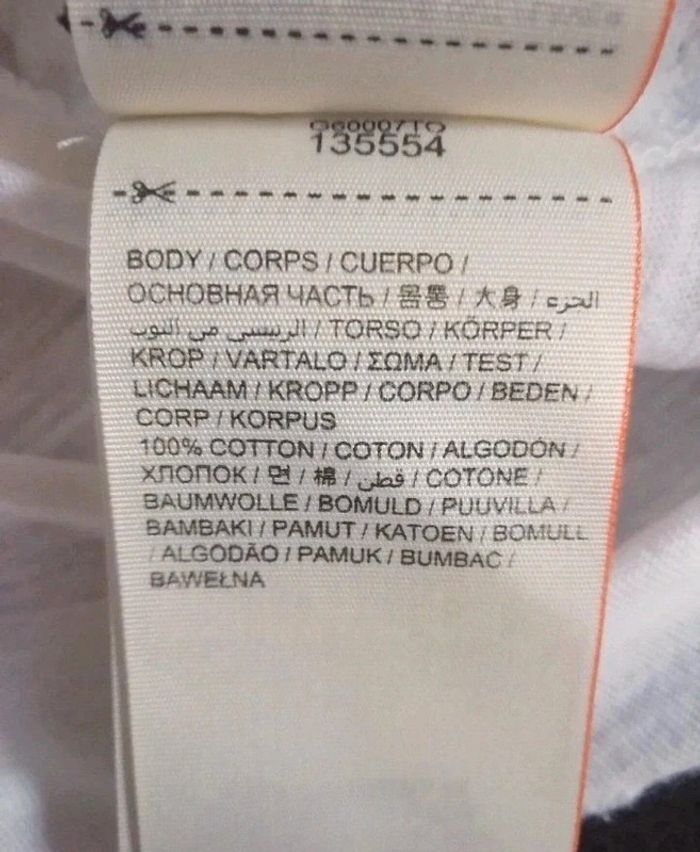 G60007TQ
135554
BODY / CORPS / CUERPO /
ОСНОВНАЯ ЧАСТЬ / 몸통 / 大身 / الجزء
الرييسي من الثوب / TORSO / KÖRPER /
KROP / VARTALO / ΣΩΜΑ / TEST /
LICHAAM / KROPP / CORPO / BEDEN /
CORP / KORPUS
100% COTTON / COTON / ALGODÓN /
ХЛОПОК / 면 / 棉 / قطن / COTONE /
BAUMWOLLE / BOMULD / PUUVILLA /
BAMBAKI / PAMUT / KATOEN / BOMULL
/ ALGODÃO / PAMUK / BUMBAC /
BAWEŁNA